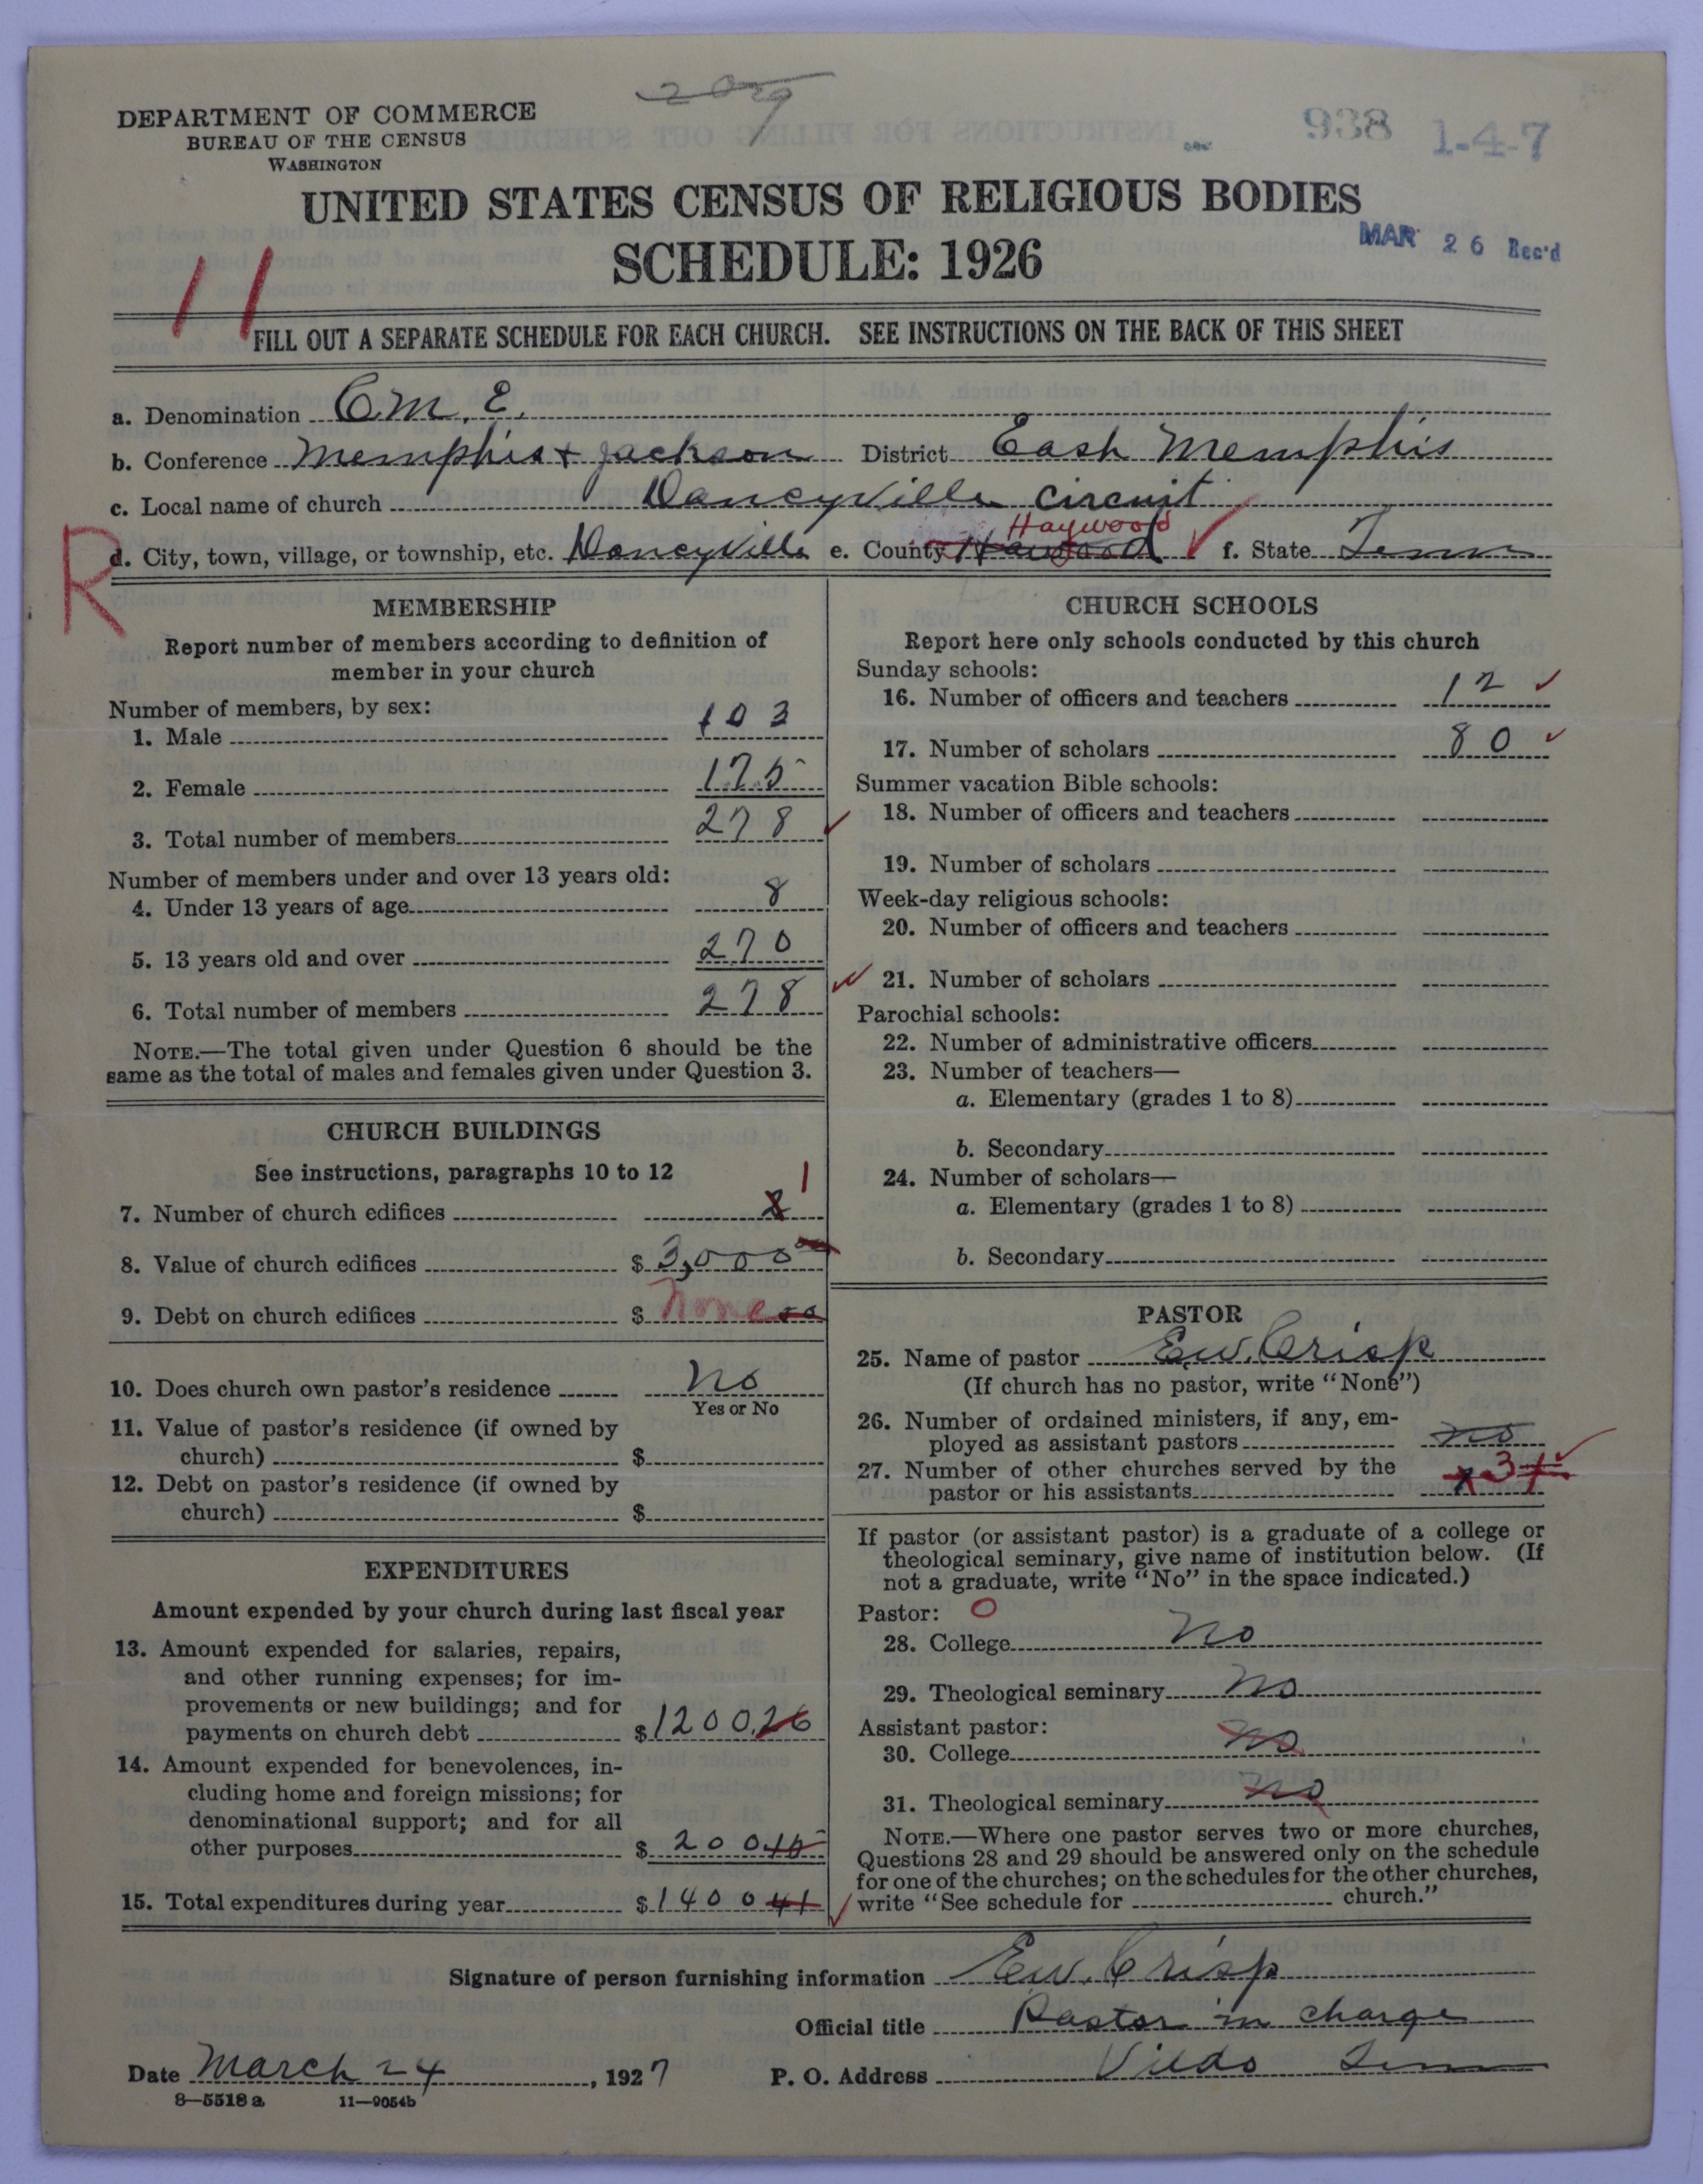 209
DEPARTMENT OF COMMERCE
BUREAU OF THE CENSUS
WASHINGTON
938 1-4-7
UNITED STATES CENSUS OF RELIGIOUS BODIES
SCHEDULE: 1926
MAR 26 Rec'd
11
FILL OUT A SEPARATE SCHEDULE FOR EACH CHURCH. SEE INSTRUCTIONS ON THE BACK OF THIS SHEET
a. Denomination C.M.E.
b. Conference Memphis + Jackson District East Memphis
c. Local name of church Dancyville Circuit
Haywood
R
d. City, town, village, or township, etc. Dancyville e. County Haywood f. State Tenn
MEMBERSHIP
Report number of members according to definition of
member in your church
Number of members, by sex:
1. Male 103
2. Female 175
3. Total number of members 278
Number of members under and over 13 years old:
4. Under 13 years of age 8
5. 13 years old and over 270
6. Total number of members 278
NOTE.—The total given under Question 6 should be the
same as the total of males and females given under Question 3.
CHURCH BUILDINGS
See instructions, paragraphs 10 to 12
7. Number of church edifices 1
8. Value of church edifices $ 3,000
9. Debt on church edifices $ None
10. Does church own pastor's residence No
Yes or No
11. Value of pastor's residence (if owned by
church) $
12. Debt on pastor's residence (if owned by
church) $
EXPENDITURES
Amount expended by your church during last fiscal year
13. Amount expended for salaries, repairs,
and other running expenses; for im-
provements or new buildings; and for
payments on church debt $1200.26
14. Amount expended for benevolences, in-
cluding home and foreign missions; for
denominational support; and for all
other purposes $ 200 15
15. Total expenditures during year $1400 41
CHURCH SCHOOLS
Report here only schools conducted by this church
Sunday schools:
16. Number of officers and teachers 12
17. Number of scholars 80
Summer vacation Bible schools:
18. Number of officers and teachers
19. Number of scholars
Week-day religious schools:
20. Number of officers and teachers
21. Number of scholars
Parochial schools:
22. Number of administrative officers
23. Number of teachers—
a. Elementary (grades 1 to 8)
b. Secondary
24. Number of scholars—
a. Elementary (grades 1 to 8)
b. Secondary
PASTOR
25. Name of pastor E.W. Crisp
(If church has no pastor, write "None")
26. Number of ordained ministers, if any, em-
ployed as assistant pastors no
27. Number of other churches served by the
pastor or his assistants 3
If pastor (or assistant pastor) is a graduate of a college or
theological seminary, give name of institution below. (If
not a graduate, write "No" in the space indicated.)
Pastor: O
28. College No
29. Theological seminary No
Assistant pastor:
30. College no
31. Theological seminary no
NOTE.—Where one pastor serves two or more churches,
Questions 28 and 29 should be answered only on the schedule
for one of the churches; on the schedules for the other churches,
write "See schedule for church."
Signature of person furnishing information E.W. Crisp
Official title Pastor in charge
Date March 24, 1927 P. O. Address Vildo Tenn
8—5518 a 11—9054b